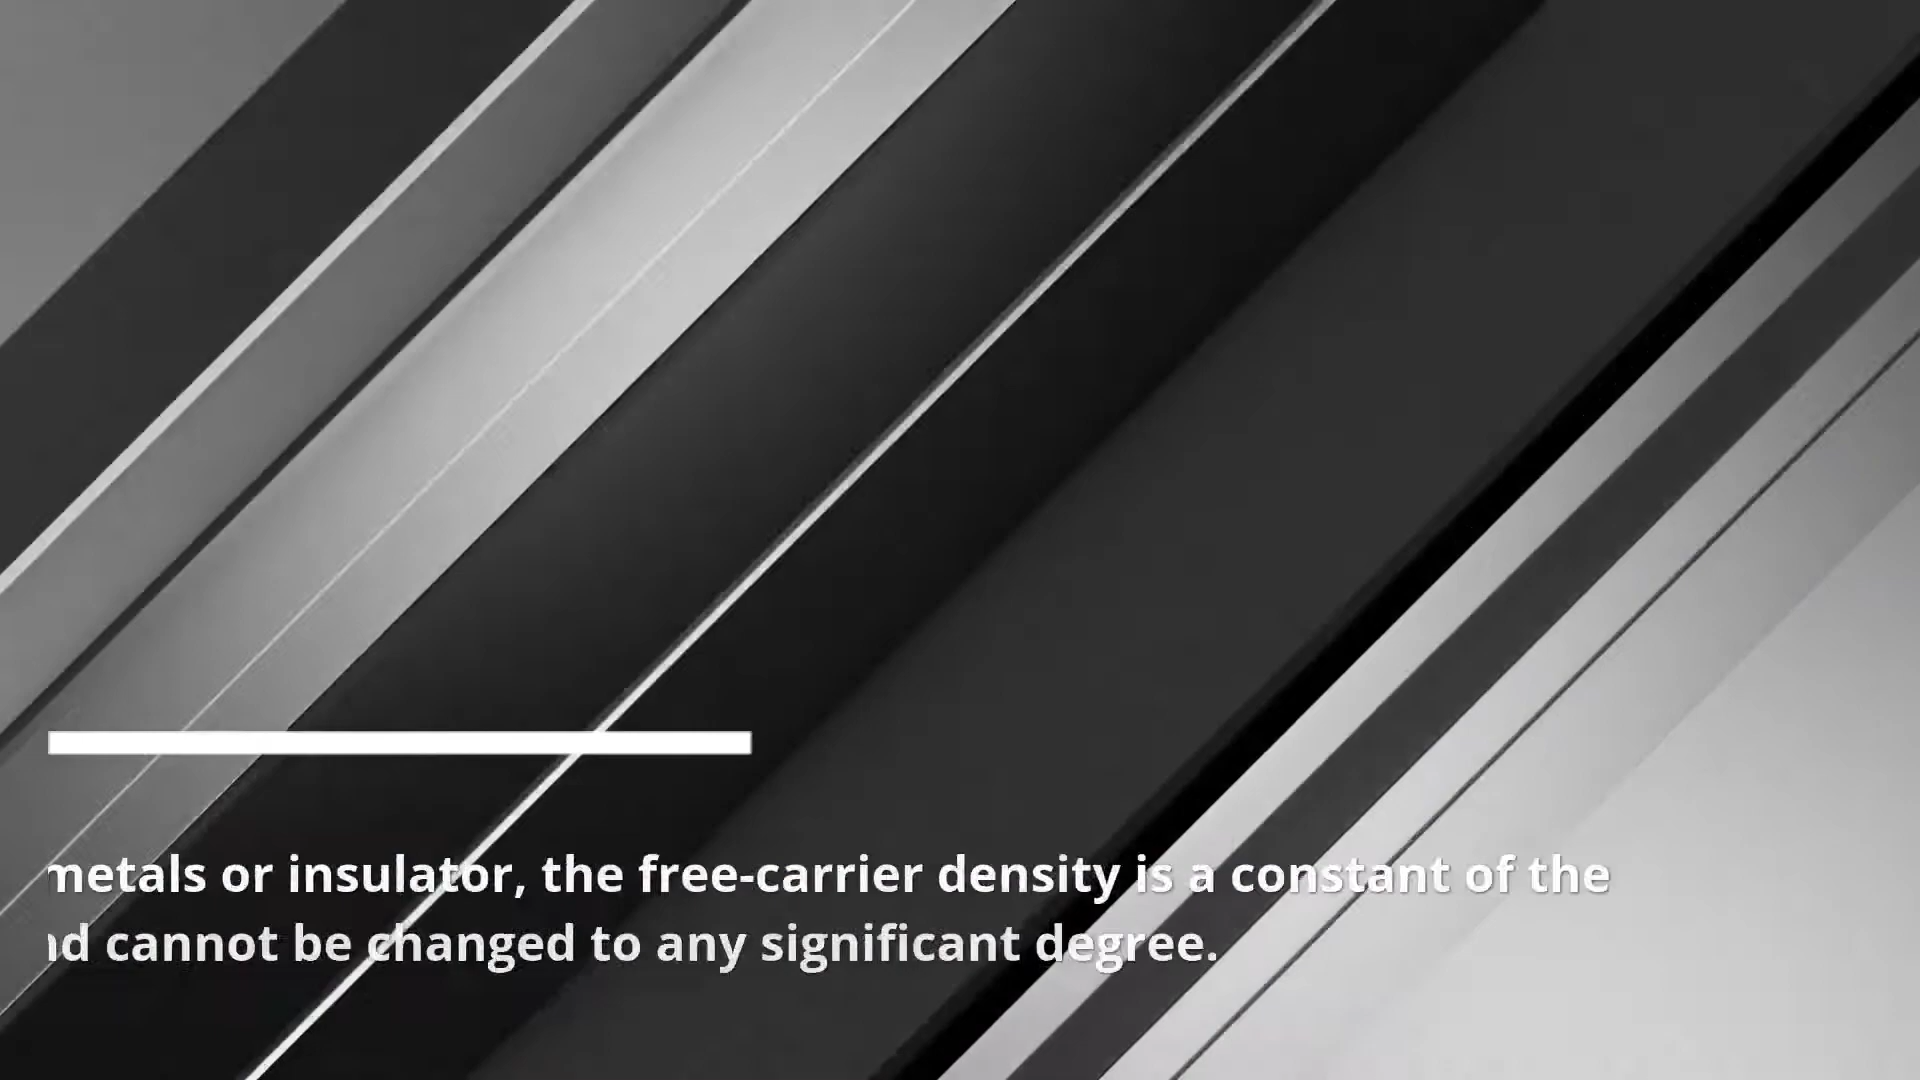 metals or insulator, the free-carrier density is a constant of the
cannot be changed to any significant degree.